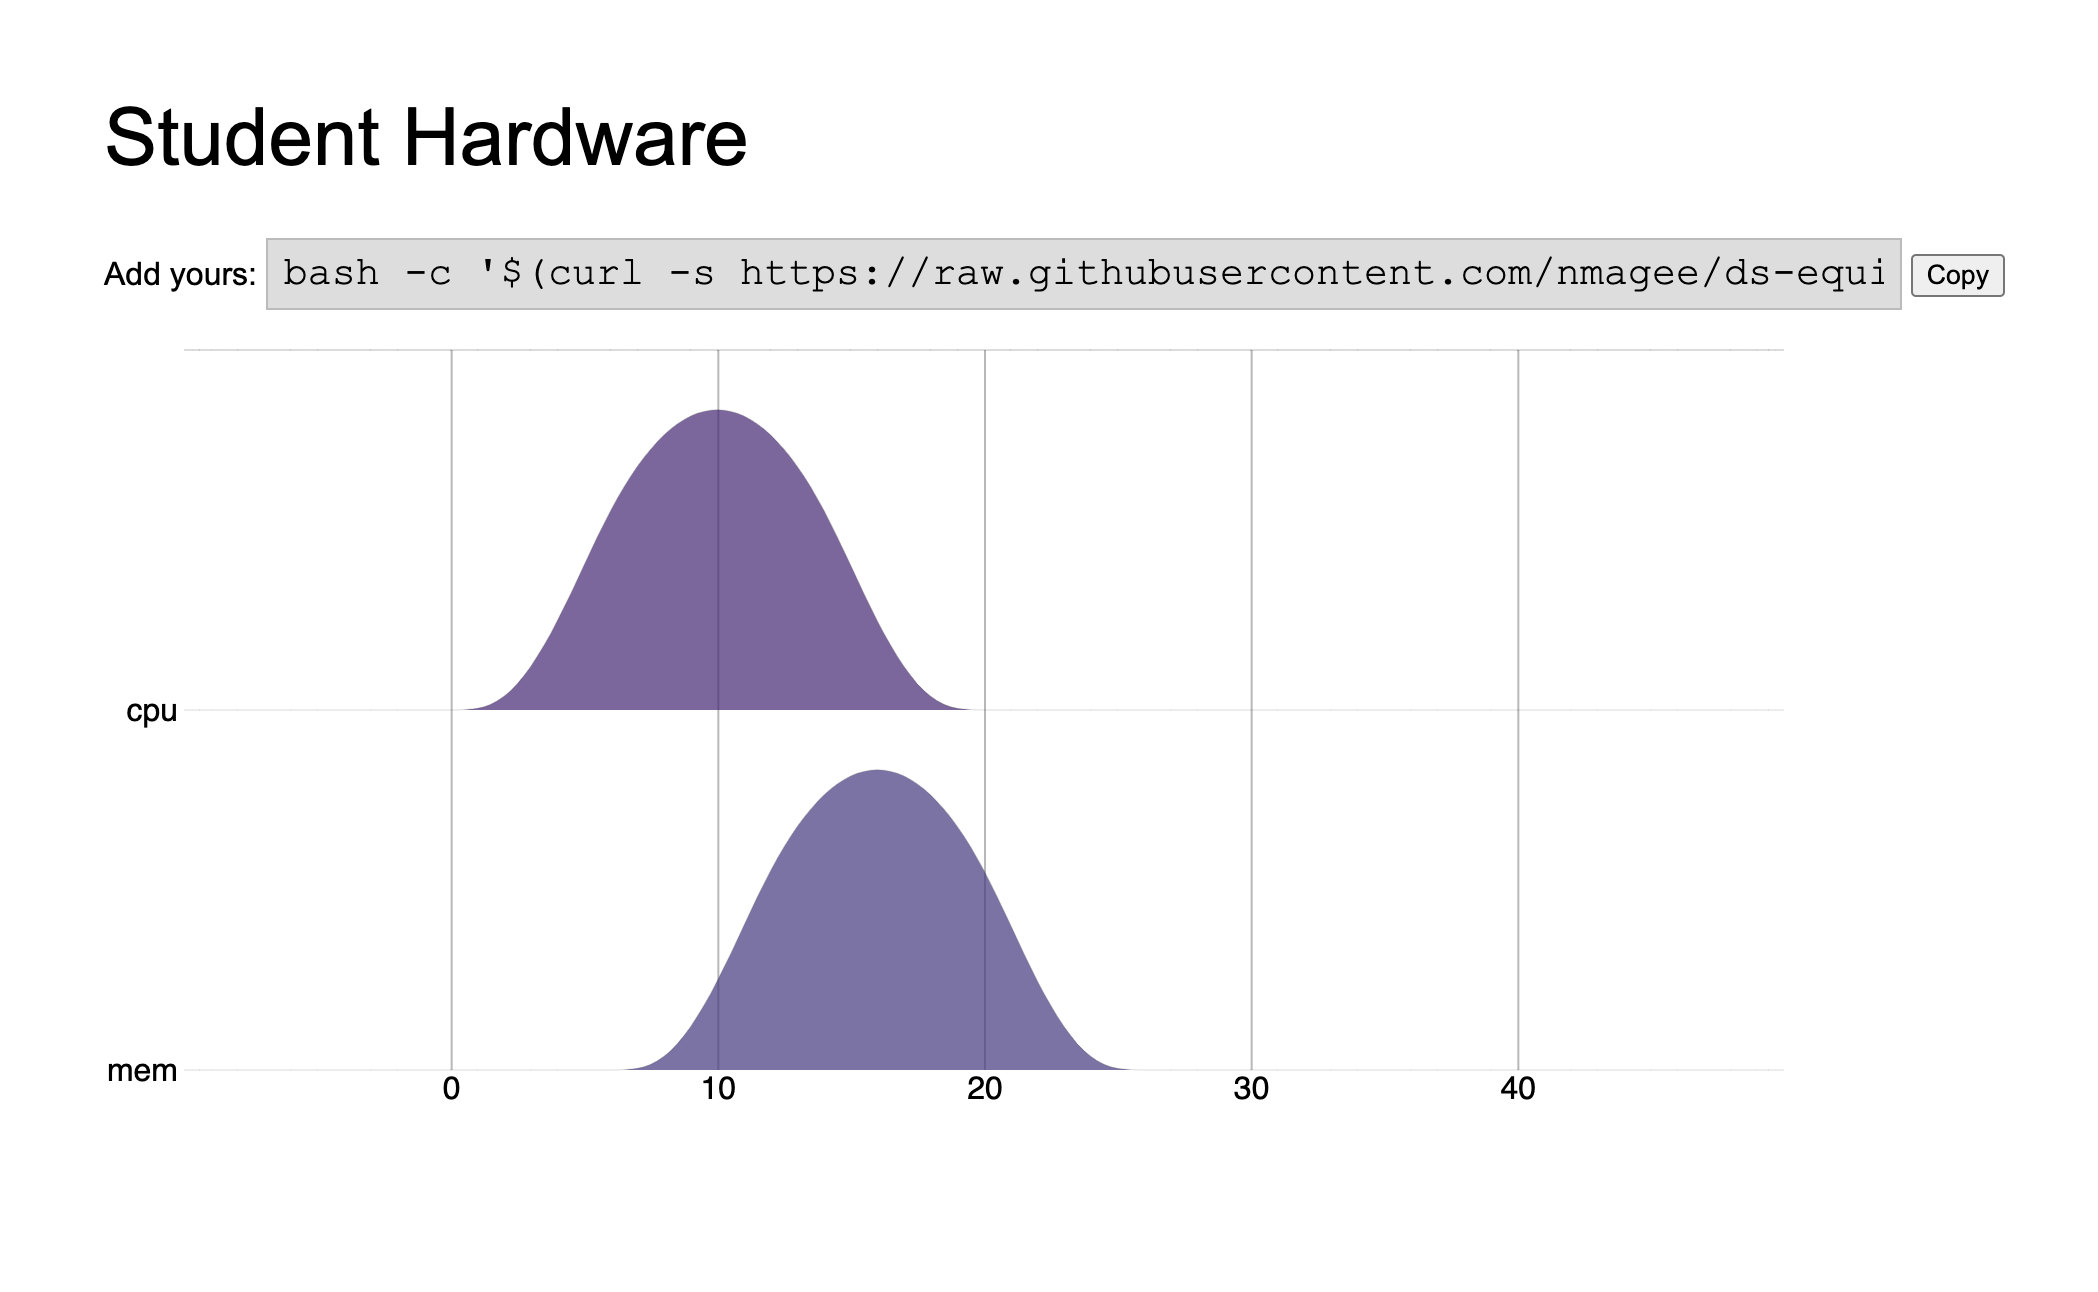 Student Hardware
Add yours: bash -c '$(curl -s https://raw.githubusercontent.com/nmagee/ds-equi Copy
cpu
mem
0 10 20 30 40